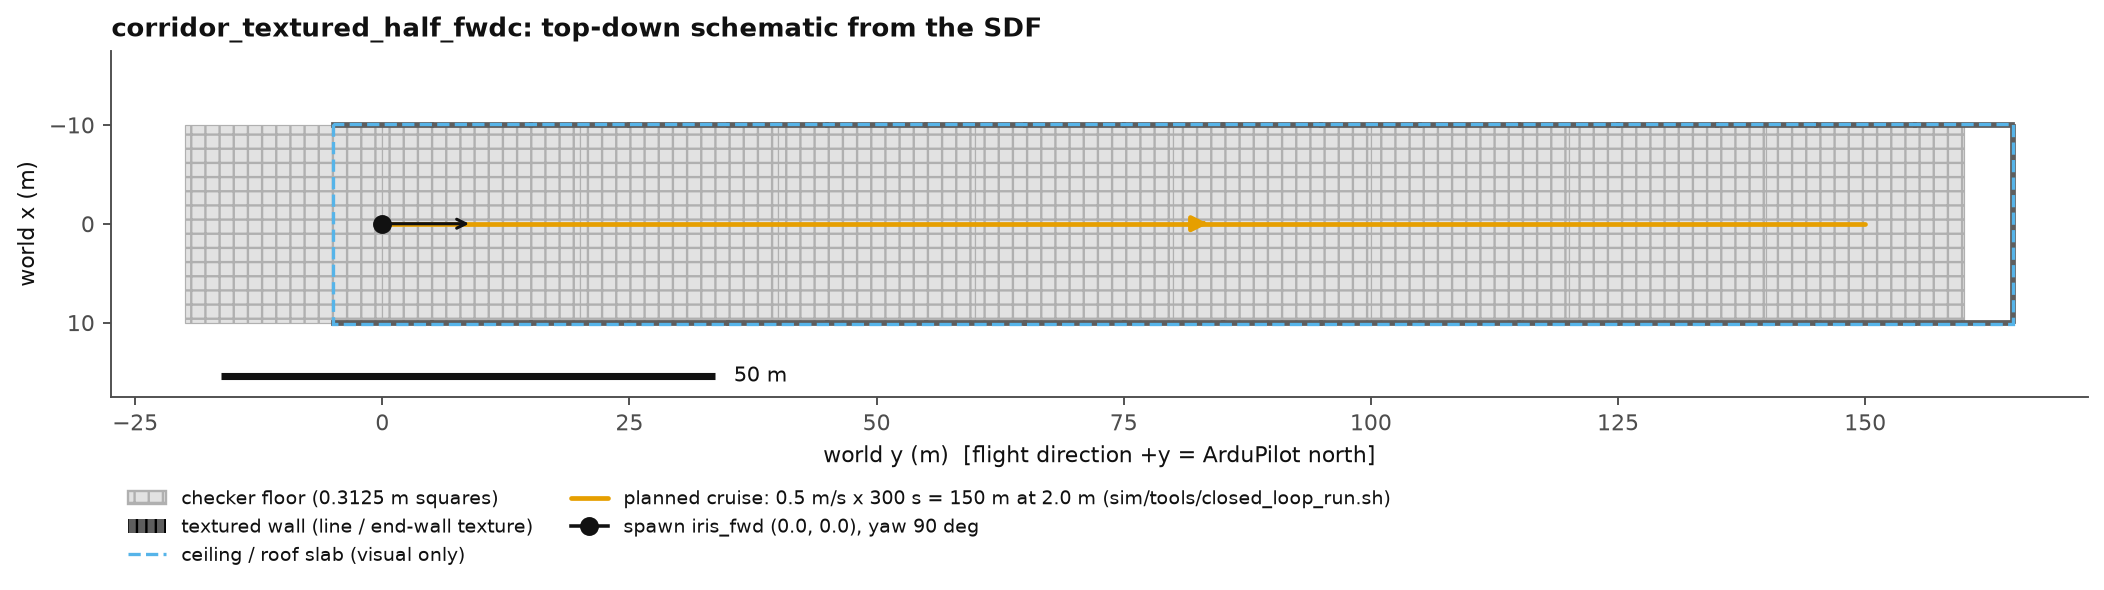 corridor_textured_half_fwdc: top-down schematic from the SDF
world x (m)
−10
0
10
50 m
−25 0 25 50 75 100 125 150
world y (m)  [flight direction +y = ArduPilot north]
checker floor (0.3125 m squares)
textured wall (line / end-wall texture)
ceiling / roof slab (visual only)
planned cruise: 0.5 m/s x 300 s = 150 m at 2.0 m (sim/tools/closed_loop_run.sh)
spawn iris_fwd (0.0, 0.0), yaw 90 deg